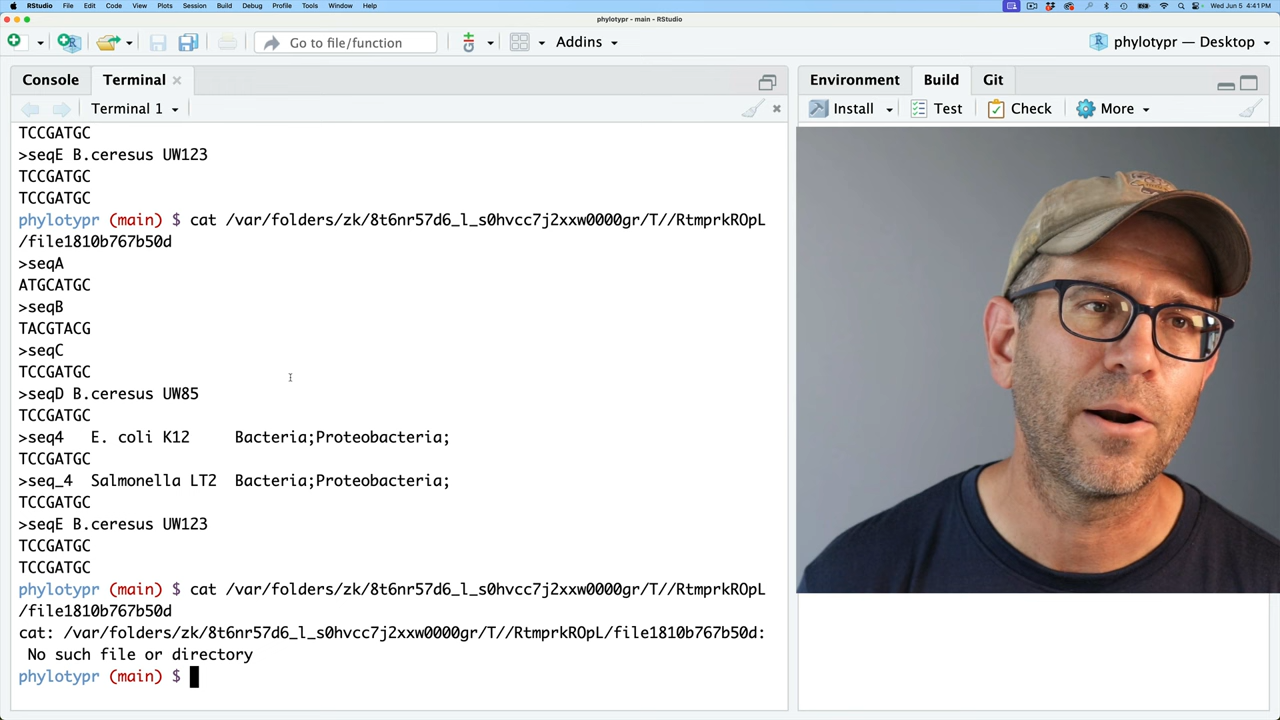 RStudio File Edit Code View Plots Session Build Debug Profile Tools Window Help Wed Jun 5 4:41 PM
phylotypr - main - RStudio
Go to file/function Addins phylotypr — Desktop
Console Terminal Environment Build Git
Terminal 1 Install Test Check More
TCCGATGC
>seqE B.ceresus UW123
TCCGATGC
TCCGATGC
phylotypr (main) $ cat /var/folders/zk/8t6nr57d6_l_s0hvcc7j2xxw0000gr/T//RtmprkROpL
/file1810b767b50d
>seqA
ATGCATGC
>seqB
TACGTACG
>seqC
TCCGATGC
>seqD B.ceresus UW85
TCCGATGC
>seq4 E. coli K12 Bacteria;Proteobacteria;
TCCGATGC
>seq_4 Salmonella LT2 Bacteria;Proteobacteria;
TCCGATGC
>seqE B.ceresus UW123
TCCGATGC
TCCGATGC
phylotypr (main) $ cat /var/folders/zk/8t6nr57d6_l_s0hvcc7j2xxw0000gr/T//RtmprkROpL
/file1810b767b50d
cat: /var/folders/zk/8t6nr57d6_l_s0hvcc7j2xxw0000gr/T//RtmprkROpL/file1810b767b50d:
No such file or directory
phylotypr (main) $